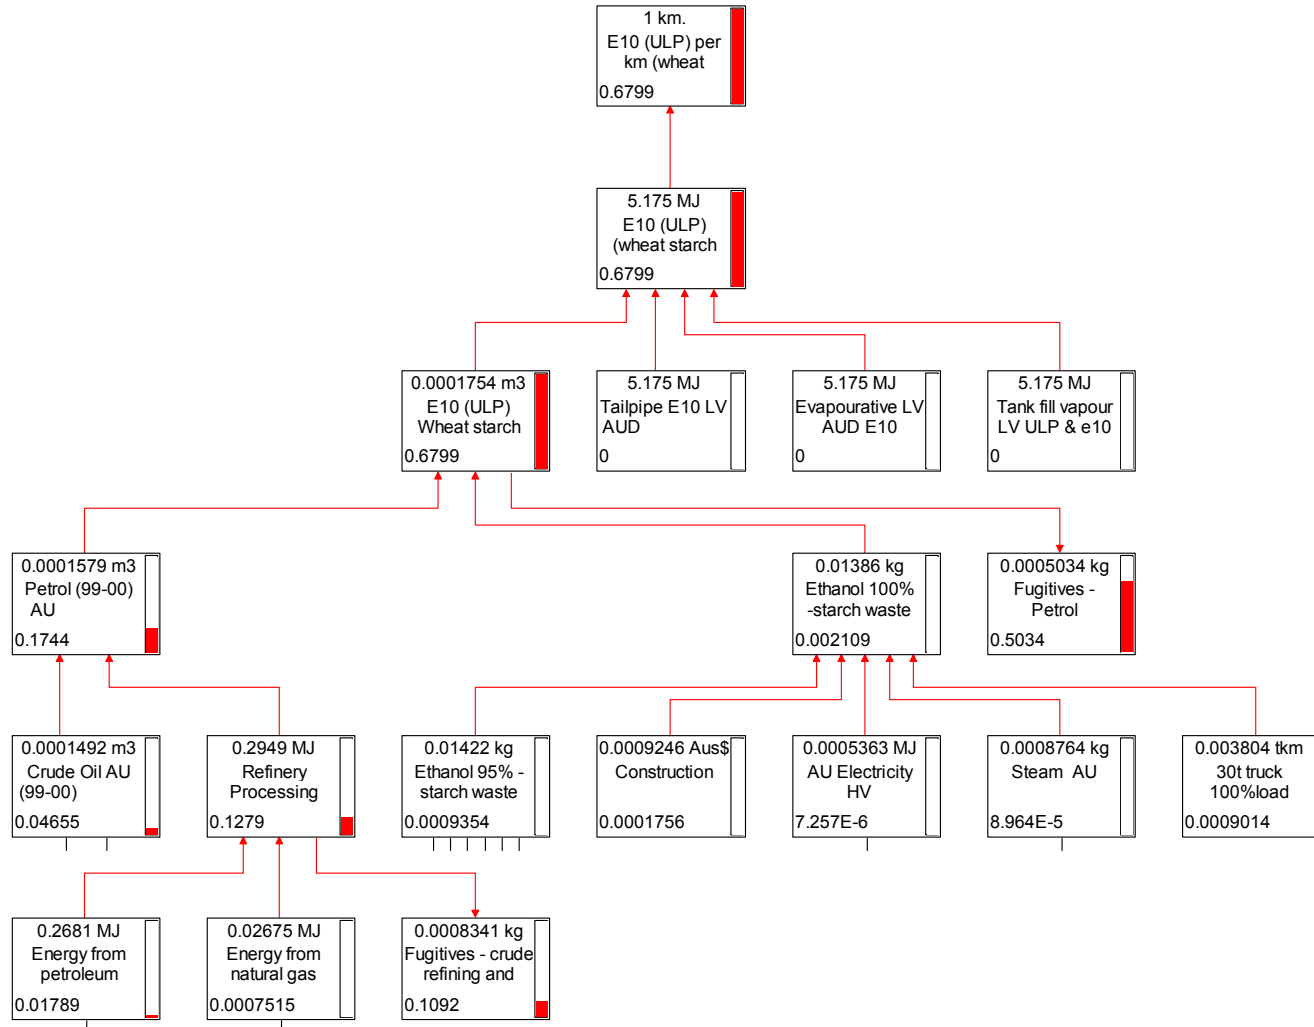 1 km.
E10 (ULP) per
km (wheat
0.6799
5.175 MJ
E10 (ULP)
(wheat starch
0.6799
0.0001754 m3
E10 (ULP)
Wheat starch
0.6799
5.175 MJ
Tailpipe E10 LV
AUD
0
5.175 MJ
Evapourative LV
AUD E10
0
5.175 MJ
Tank fill vapour
LV ULP & e10
0
0.0001579 m3
Petrol (99-00)
AU
0.1744
0.01386 kg
Ethanol 100%
-starch waste
0.002109
0.0005034 kg
Fugitives -
Petrol
0.5034
0.0001492 m3
Crude Oil AU
(99-00)
0.04655
0.2949 MJ
Refinery
Processing
0.1279
0.01422 kg
Ethanol 95% -
starch waste
0.0009354
0.0009246 Aus$
Construction
0.0001756
0.0005363 MJ
AU Electricity
HV
7.257E-6
0.0008764 kg
Steam AU
8.964E-5
0.003804 tkm
30t truck
100%load
0.0009014
0.2681 MJ
Energy from
petroleum
0.01789
0.02675 MJ
Energy from
natural gas
0.0007515
0.0008341 kg
Fugitives - crude
refining and
0.1092